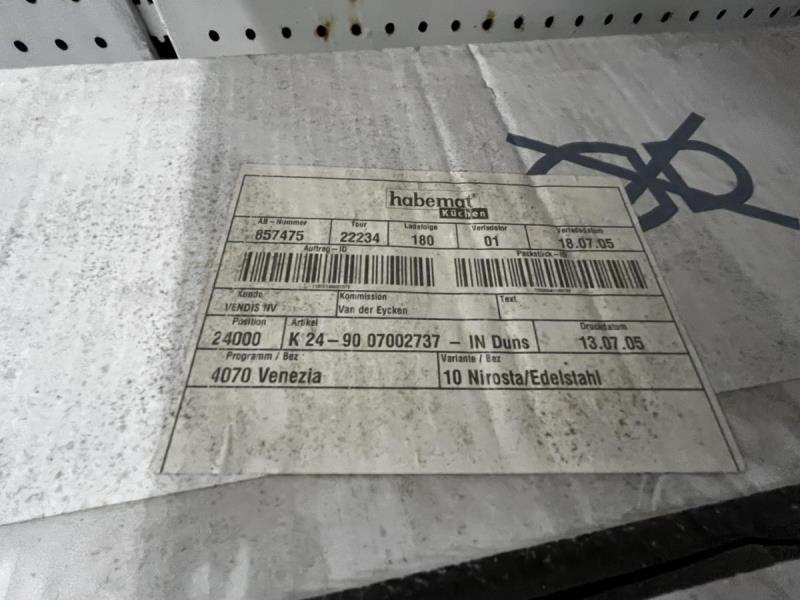 habemat
Küchen
AB-Nummer Tour Ladefolge Verladetor Verladedatum
857475 22234 180 01 18.07.05
Auftrag-ID Packstück-ID
Kunde Kommission Text
VENDIS NV Van der Eycken
Position Artikel Druckdatum
24000 K 24-90 07002737 - IN Duns 13.07.05
Programm / Bez Variante / Bez
4070 Venezia 10 Nirosta/Edelstahl